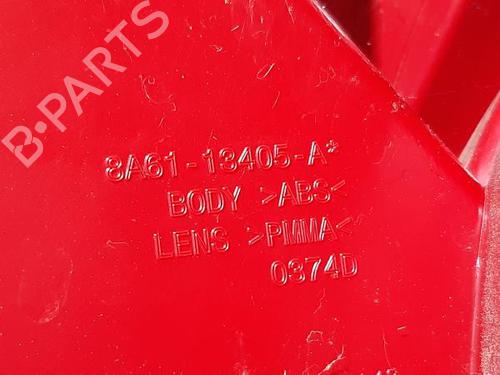 B-PARTS
8A61-13405-A*
BODY >ABS<
LENS >PMMA<
0374D